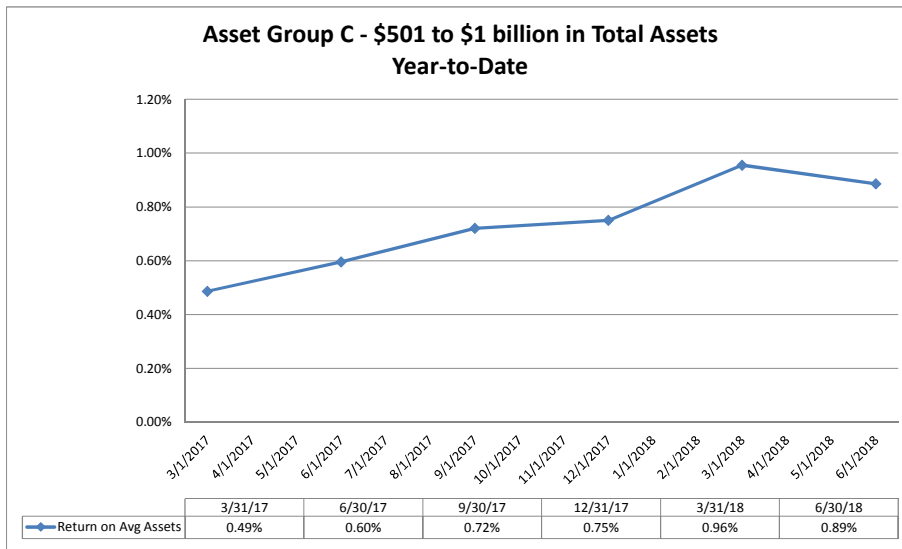 Asset Group C - $501 to $1 billion in Total Assets
Year-to-Date
1.20%
1.00%
0.80%
0.60%
0.40%
0.20%
0.00%
3/1/2017 4/1/2017 5/1/2017 6/1/2017 7/1/2017 8/1/2017 9/1/2017 10/1/2017 11/1/2017 12/1/2017 1/1/2018 2/1/2018 3/1/2018 4/1/2018 5/1/2018 6/1/2018
3/31/17 6/30/17 9/30/17 12/31/17 3/31/18 6/30/18
Return on Avg Assets 0.49% 0.60% 0.72% 0.75% 0.96% 0.89%